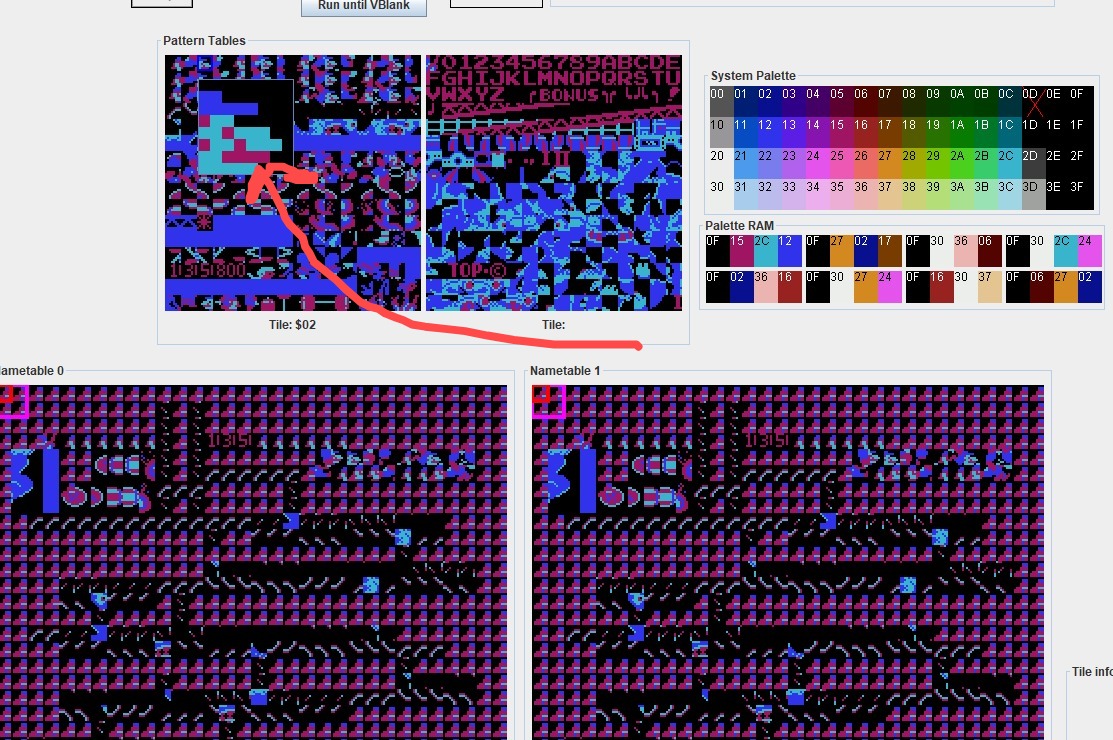 Run until VBlank
Pattern Tables
0123456789ABCDE
FGHIJKLMNOPQRSTU
VWXYZ
BONUS
TOP·©
Tile: $02
Tile:
System Palette
00 01 02 03 04 05 06 07 08 09 0A 0B 0C 0D 0E 0F
10 11 12 13 14 15 16 17 18 19 1A 1B 1C 1D 1E 1F
20 21 22 23 24 25 26 27 28 29 2A 2B 2C 2D 2E 2F
30 31 32 33 34 35 36 37 38 39 3A 3B 3C 3D 3E 3F
Palette RAM
0F 15 2C 12 0F 27 02 17 0F 30 36 06 0F 30 2C 24
0F 02 36 16 0F 30 27 24 0F 16 30 37 0F 06 27 02
ametable 0
Nametable 1
Tile info